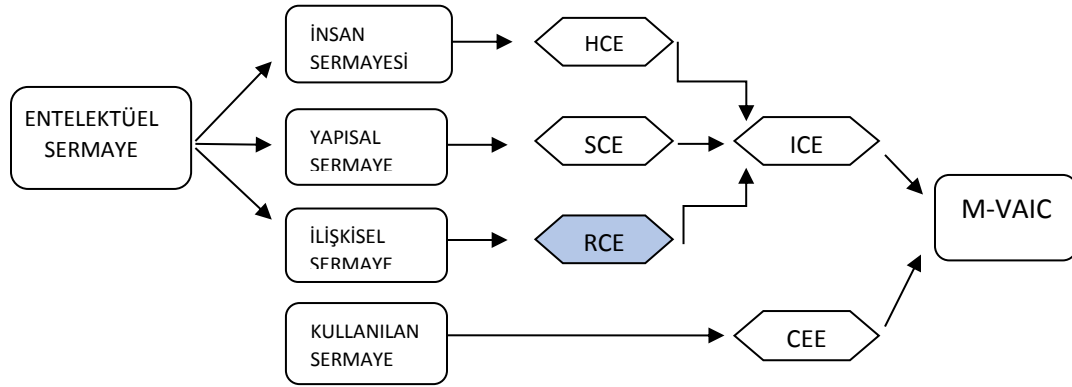 İNSAN
SERMAYESİ
HCE
ENTELEKTÜEL
SERMAYE
YAPISAL
SERMAYE
SCE
ICE
M-VAIC
İLİŞKİSEL
SERMAYE
RCE
KULLANILAN
SERMAYE
CEE